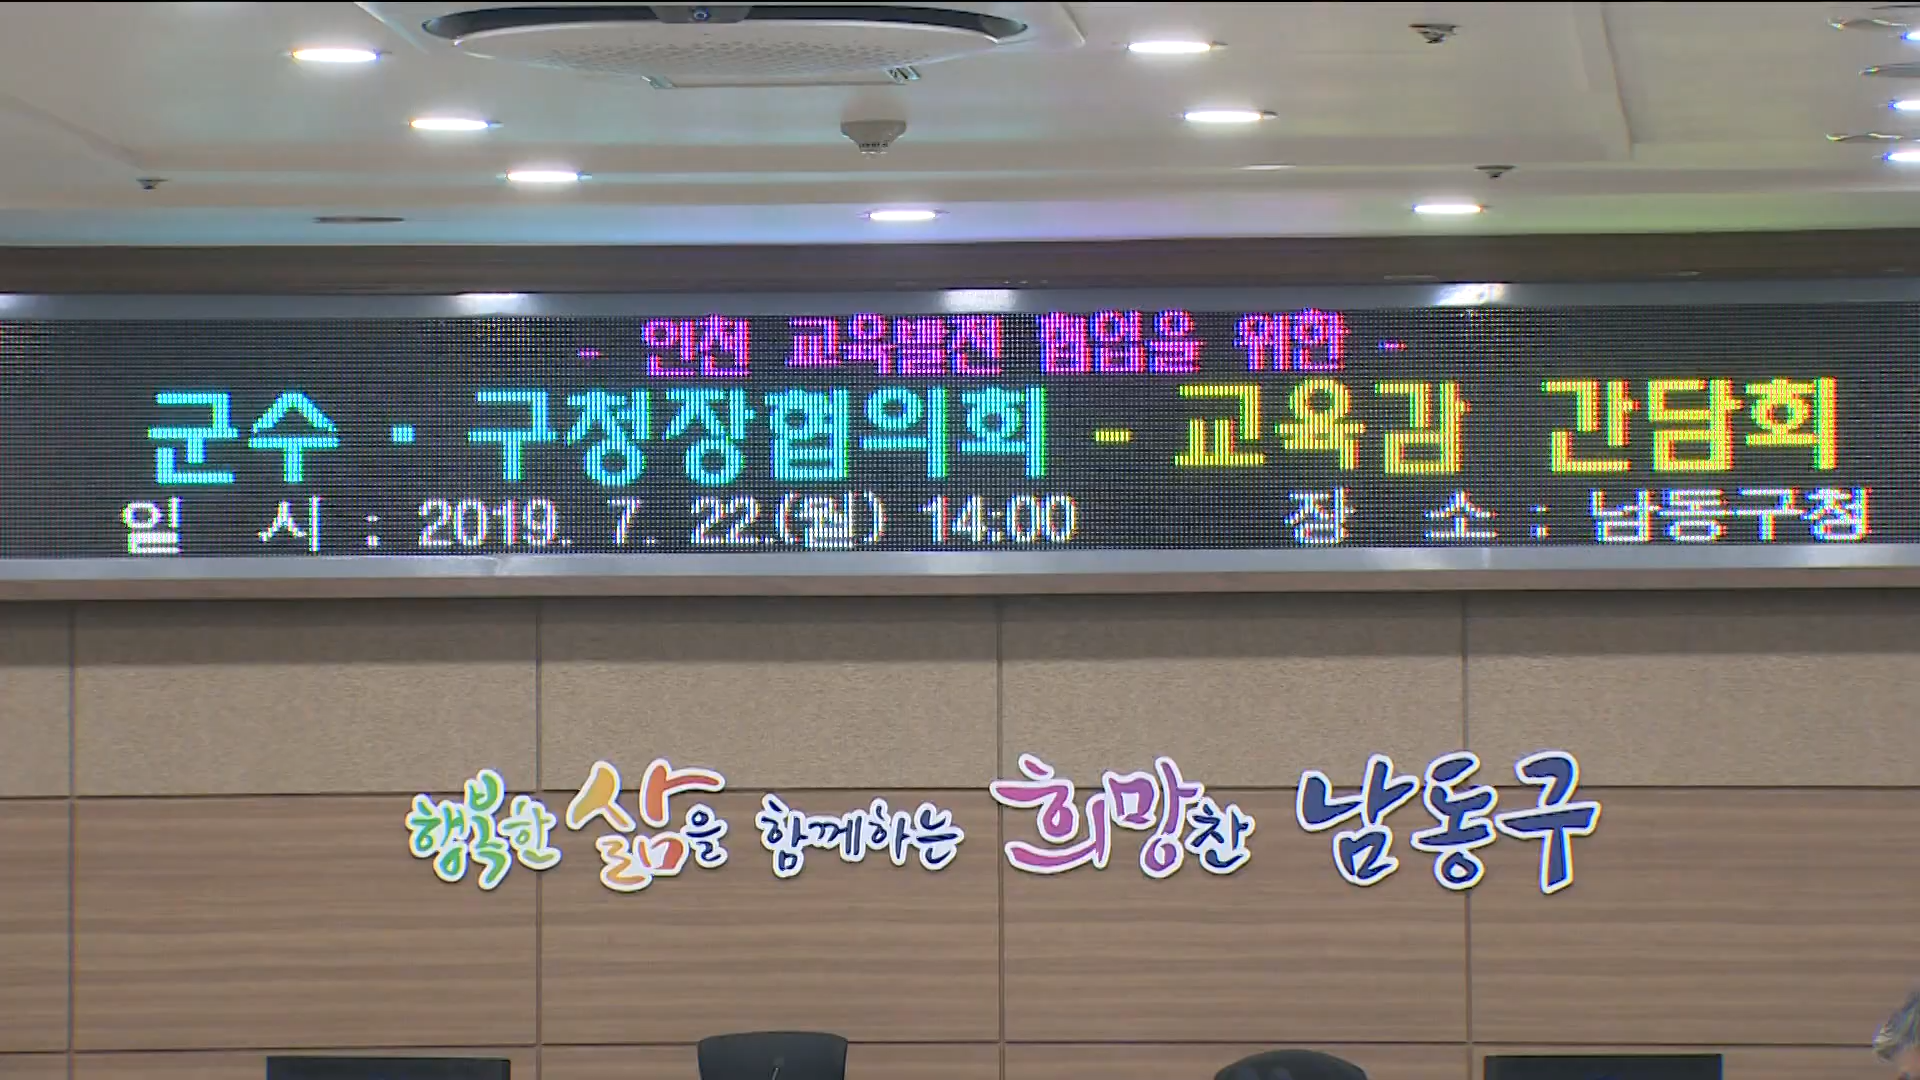 - 인천 교육발전 협업을 위한 -
군수·구청장협의회 - 교육감 간담회
일 시 : 2019. 7. 22.(월) 14:00 장 소 : 남동구청
행복한 삶을 함께하는 희망찬 남동구